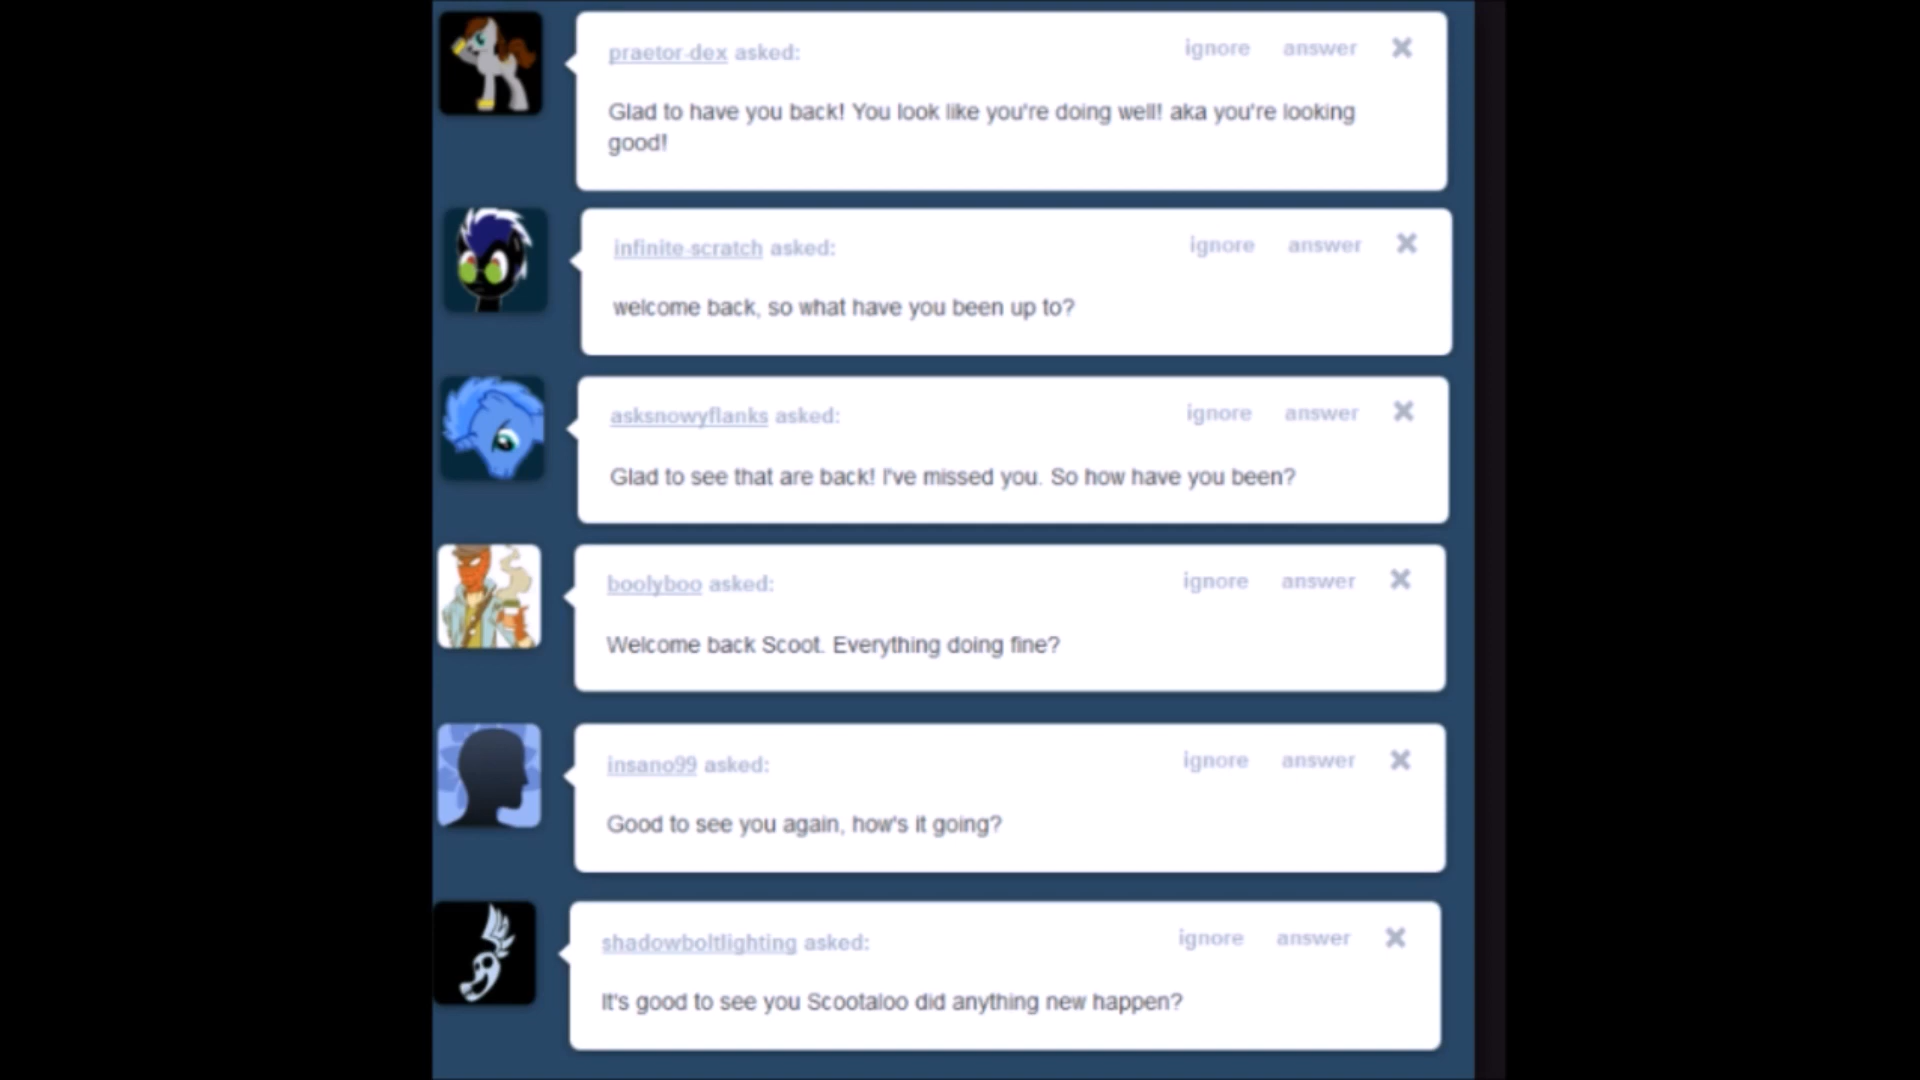 praetor-dex asked: ignore answer
Glad to have you back! You look like you're doing well! aka you're looking
good!
infinite-scratch asked: ignore answer
welcome back, so what have you been up to?
asksnowyflanks asked: ignore answer
Glad to see that are back! I've missed you. So how have you been?
boolyboo asked: ignore answer
Welcome back Scoot. Everything doing fine?
insano99 asked: ignore answer
Good to see you again, how's it going?
shadowboltlighting asked: ignore answer
It's good to see you Scootaloo did anything new happen?